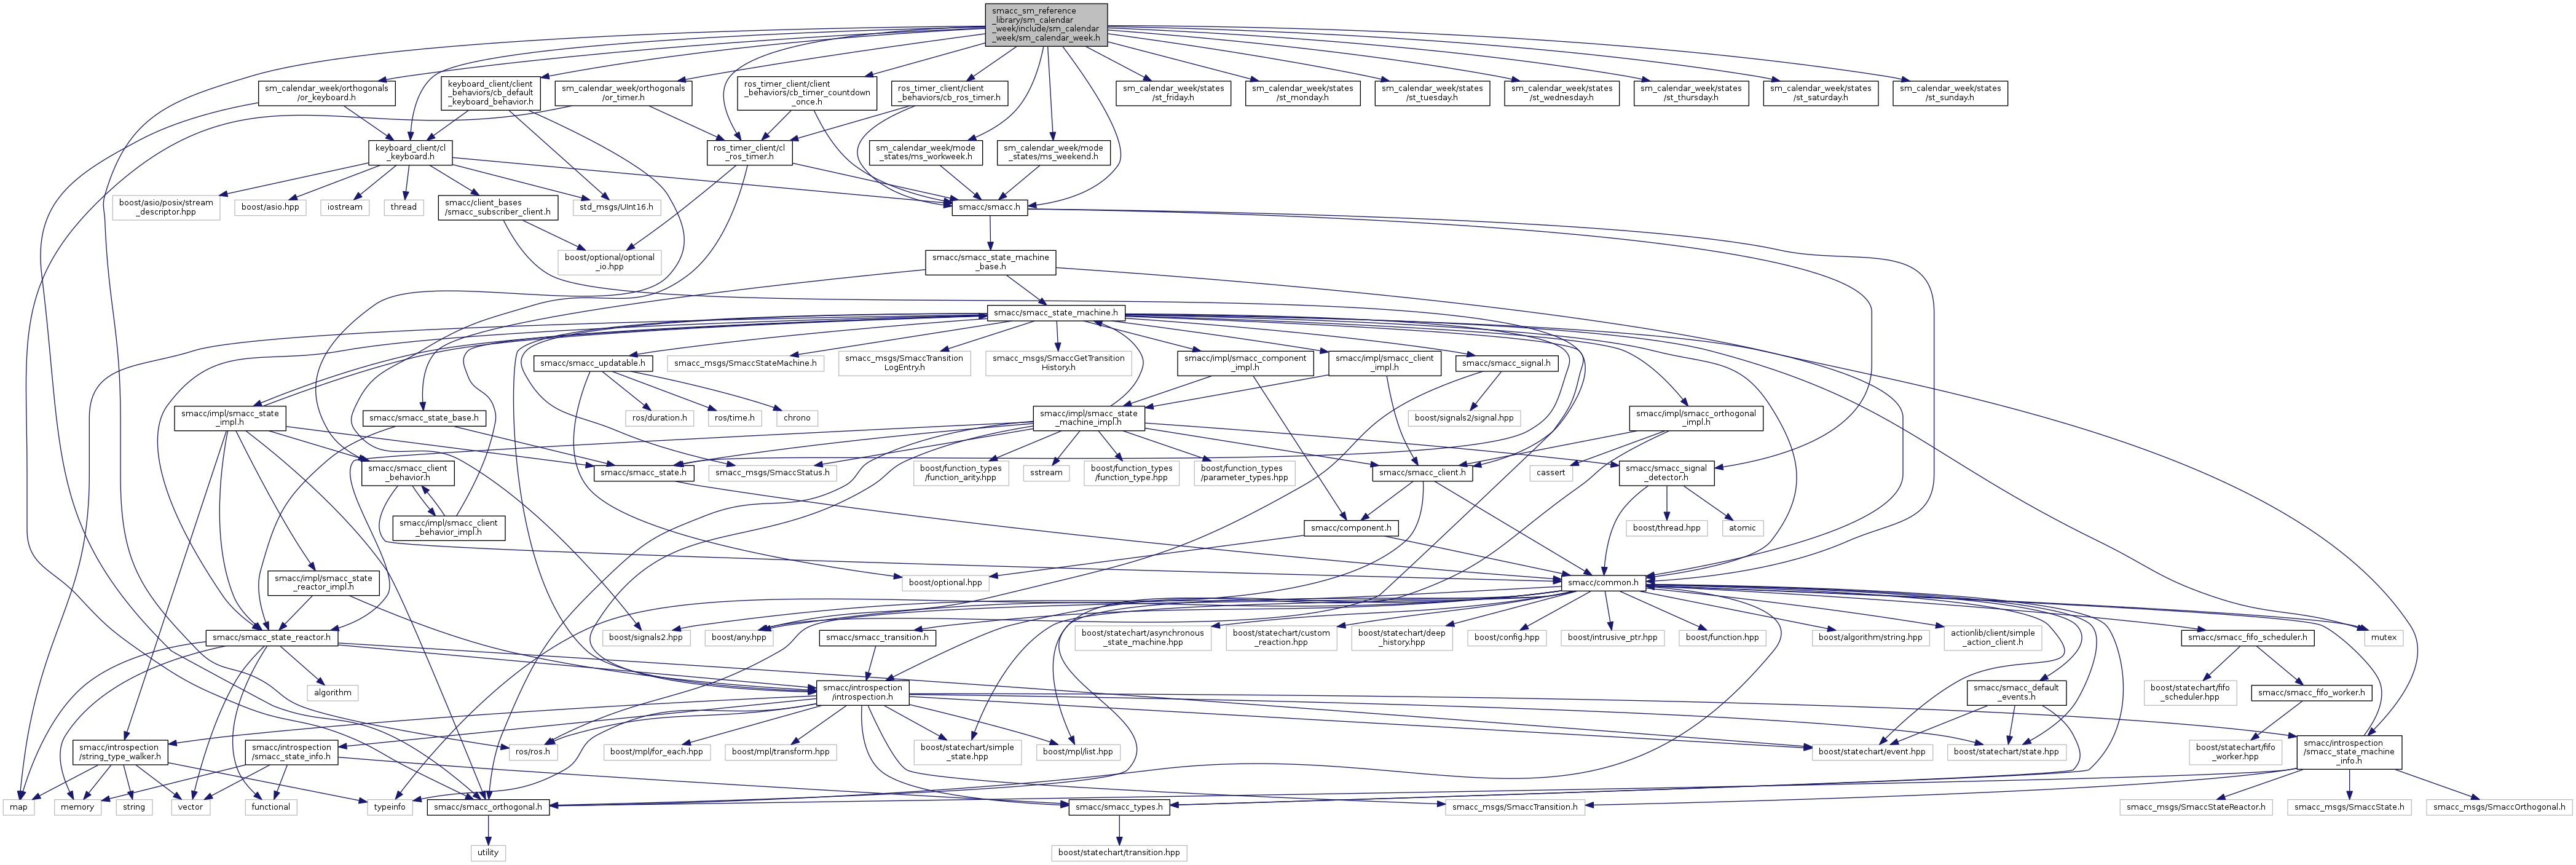 smacc_sm_reference
_library/sm_calendar
_week/include/sm_calendar
_week/sm_calendar_week.h
sm_calendar_week/orthogonals
/or_keyboard.h
keyboard_client/client
_behaviors/cb_default
_keyboard_behavior.h
sm_calendar_week/orthogonals
/or_timer.h
ros_timer_client/client
_behaviors/cb_timer_countdown
_once.h
ros_timer_client/client
_behaviors/cb_ros_timer.h
sm_calendar_week/states
/st_friday.h
sm_calendar_week/states
/st_monday.h
sm_calendar_week/states
/st_tuesday.h
sm_calendar_week/states
/st_wednesday.h
sm_calendar_week/states
/st_thursday.h
sm_calendar_week/states
/st_saturday.h
sm_calendar_week/states
/st_sunday.h
keyboard_client/cl
_keyboard.h
ros_timer_client/cl
_ros_timer.h
sm_calendar_week/mode
_states/ms_workweek.h
sm_calendar_week/mode
_states/ms_weekend.h
boost/asio/posix/stream
_descriptor.hpp
boost/asio.hpp
iostream
thread
smacc/client_bases
/smacc_subscriber_client.h
std_msgs/UInt16.h
smacc/smacc.h
boost/optional/optional
_io.hpp
smacc/smacc_state_machine
_base.h
smacc/smacc_state_machine.h
smacc/smacc_updatable.h
smacc_msgs/SmaccStateMachine.h
smacc_msgs/SmaccTransition
LogEntry.h
smacc_msgs/SmaccGetTransition
History.h
smacc/impl/smacc_component
_impl.h
smacc/impl/smacc_client
_impl.h
smacc/smacc_signal.h
smacc/impl/smacc_state
_impl.h
smacc/smacc_state_base.h
ros/duration.h
ros/time.h
chrono
smacc/impl/smacc_state
_machine_impl.h
boost/signals2/signal.hpp
smacc/impl/smacc_orthogonal
_impl.h
smacc/smacc_client
_behavior.h
smacc/smacc_state.h
smacc_msgs/SmaccStatus.h
boost/function_types
/function_arity.hpp
sstream
boost/function_types
/function_type.hpp
boost/function_types
/parameter_types.hpp
smacc/smacc_client.h
cassert
smacc/smacc_signal
_detector.h
smacc/impl/smacc_client
_behavior_impl.h
smacc/component.h
boost/thread.hpp
atomic
smacc/impl/smacc_state
_reactor_impl.h
boost/optional.hpp
smacc/common.h
smacc/smacc_state_reactor.h
boost/signals2.hpp
boost/any.hpp
smacc/smacc_transition.h
boost/statechart/asynchronous
_state_machine.hpp
boost/statechart/custom
_reaction.hpp
boost/statechart/deep
_history.hpp
boost/config.hpp
boost/intrusive_ptr.hpp
boost/function.hpp
boost/algorithm/string.hpp
actionlib/client/simple
_action_client.h
smacc/smacc_fifo_scheduler.h
mutex
algorithm
smacc/introspection
/introspection.h
smacc/smacc_default
_events.h
boost/statechart/fifo
_scheduler.hpp
smacc/smacc_fifo_worker.h
smacc/introspection
/string_type_walker.h
smacc/introspection
/smacc_state_info.h
ros/ros.h
boost/mpl/for_each.hpp
boost/mpl/transform.hpp
boost/statechart/simple
_state.hpp
boost/mpl/list.hpp
boost/statechart/event.hpp
boost/statechart/state.hpp
boost/statechart/fifo
_worker.hpp
smacc/introspection
/smacc_state_machine
_info.h
map
memory
string
vector
functional
typeinfo
smacc/smacc_orthogonal.h
smacc/smacc_types.h
smacc_msgs/SmaccTransition.h
smacc_msgs/SmaccStateReactor.h
smacc_msgs/SmaccState.h
smacc_msgs/SmaccOrthogonal.h
utility
boost/statechart/transition.hpp